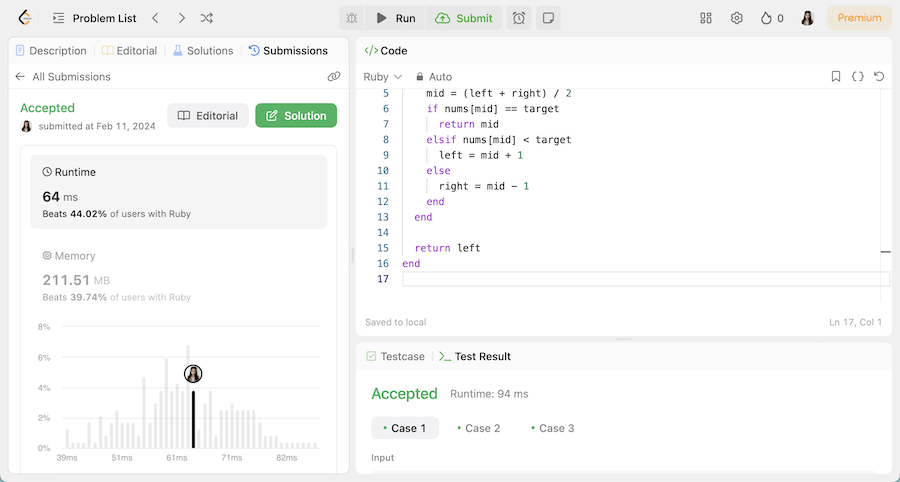 Problem List
Run
Submit
0
Premium
Description
Editorial
Solutions
Submissions
All Submissions
Accepted
submitted at Feb 11, 2024
Editorial
Solution
Runtime
64 ms
Beats 44.02% of users with Ruby
Memory
211.51 MB
Beats 39.74% of users with Ruby
8%
6%
4%
2%
0%
39ms 51ms 61ms 71ms 82ms
</> Code
Ruby Auto
5 mid = (left + right) / 2
6 if nums[mid] == target
7 return mid
8 elsif nums[mid] < target
9 left = mid + 1
10 else
11 right = mid - 1
12 end
13 end
14
15 return left
16 end
17
Saved to local
Ln 17, Col 1
Testcase
Test Result
Accepted
Runtime: 94 ms
• Case 1 • Case 2 • Case 3
Input